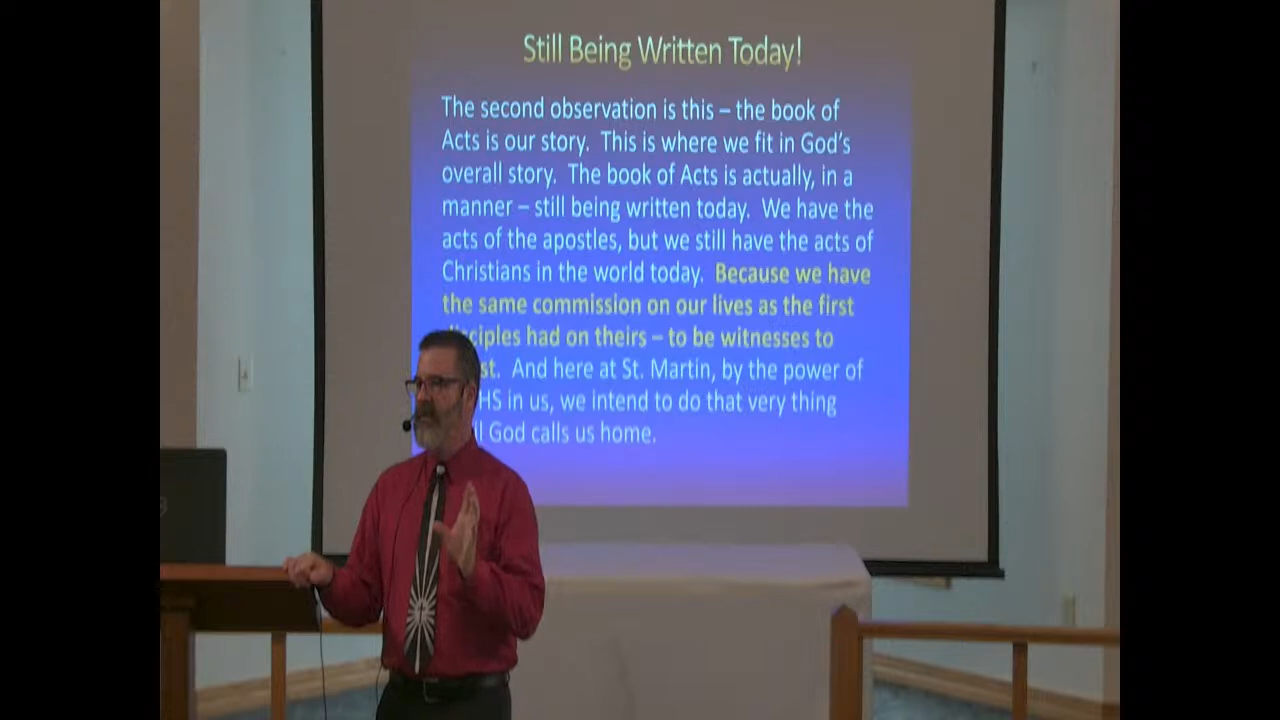 Still Being Written Today!
The second observation is this – the book of
Acts is our story.  This is where we fit in God's
overall story.  The book of Acts is actually, in a
manner – still being written today.  We have the
acts of the apostles, but we still have the acts of
Christians in the world today.  Because we have
the same commission on our lives as the first
disciples had on theirs – to be witnesses to
st.  And here at St. Martin, by the power of
HS in us, we intend to do that very thing
God calls us home.